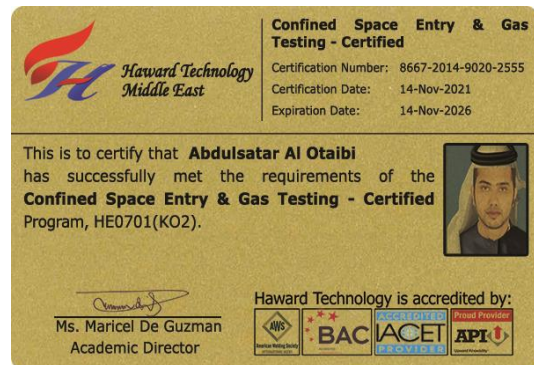 Haward Technology
Middle East
Confined Space Entry & Gas
Testing - Certified
Certification Number: 8667-2014-9020-2555
Certification Date: 14-Nov-2021
Expiration Date: 14-Nov-2026
This is to certify that Abdulsatar Al Otaibi
has successfully met the requirements of the
Confined Space Entry & Gas Testing - Certified
Program, HE0701(KO2).
Ms. Maricel De Guzman
Academic Director
Haward Technology is accredited by:
AWS
American Welding Society
BAC
ACCREDITED
IACET
PROVIDER
Proud Provider
API